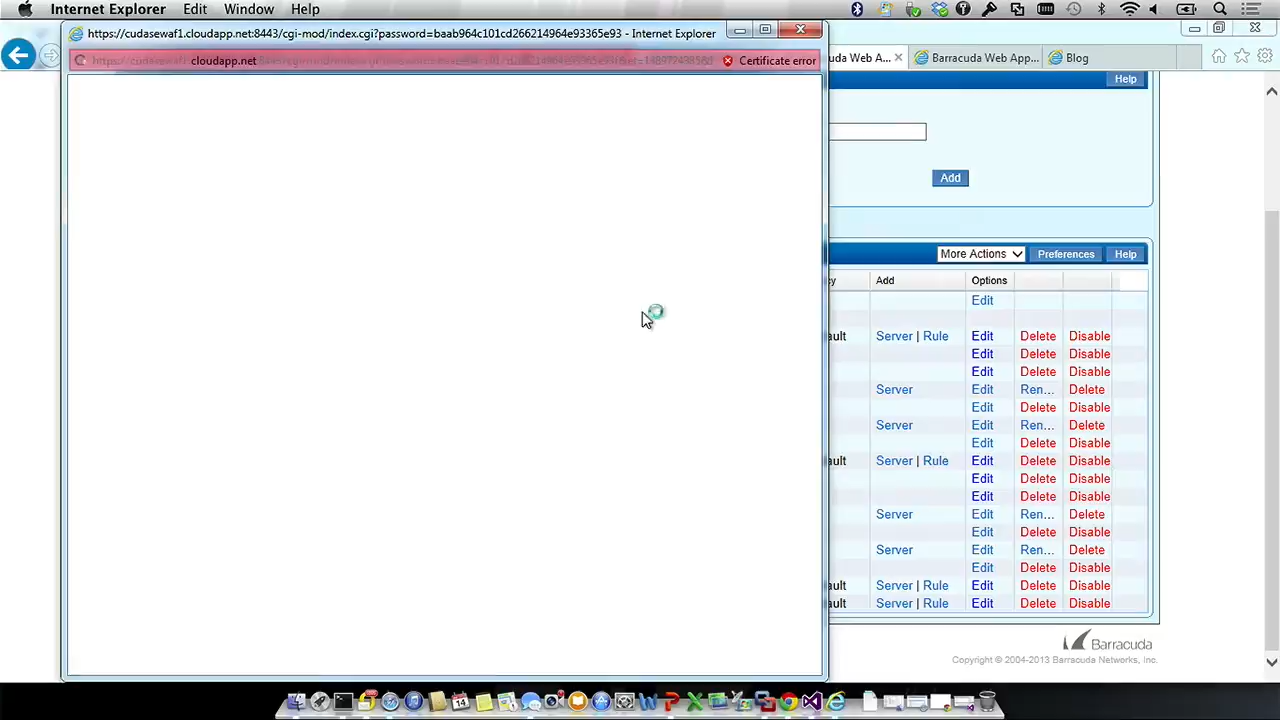 Internet Explorer Edit Window Help
https://cudasewaf1.cloudapp.net:8443/cgi-mod/index.cgi?password=baab964c101cd266214964e93365e93 - Internet Explorer
cloudapp.net
Certificate error
uda Web A...
Barracuda Web App...
Blog
Help
Add
More Actions
Preferences
Help
cy Add Options
Edit
ault Server | Rule Edit Delete Disable
Edit Delete Disable
Edit Delete Disable
Server Edit Ren... Delete
Edit Delete Disable
Server Edit Ren... Delete
Edit Delete Disable
ault Server | Rule Edit Delete Disable
Edit Delete Disable
Edit Delete Disable
Server Edit Ren... Delete
Edit Delete Disable
Server Edit Ren... Delete
Edit Delete Disable
ault Server | Rule Edit Delete Disable
ault Server | Rule Edit Delete Disable
Barracuda
Copyright © 2004-2013 Barracuda Networks, Inc.
14